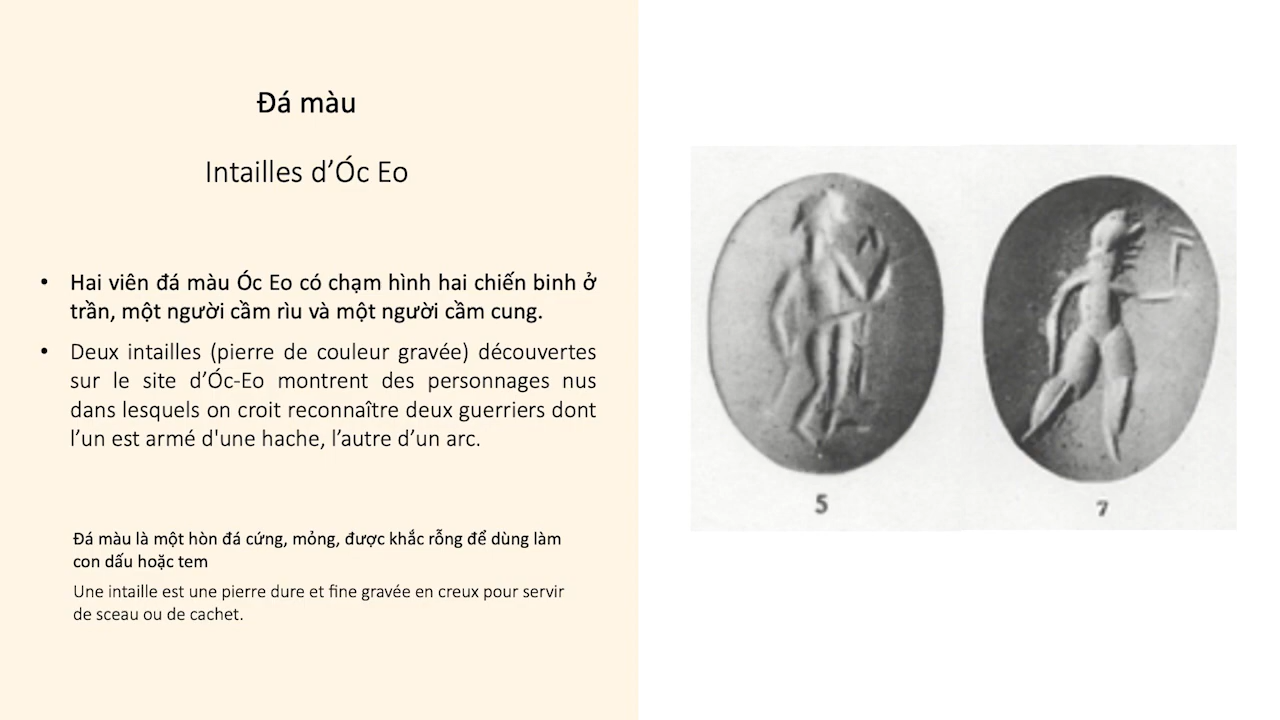 Đá màu
Intailles d’Óc Eo
• Hai viên đá màu Óc Eo có chạm hình hai chiến binh ở
trần, một người cầm rìu và một người cầm cung.
• Deux intailles (pierre de couleur gravée) découvertes
sur le site d’Óc-Eo montrent des personnages nus
dans lesquels on croit reconnaître deux guerriers dont
l’un est armé d'une hache, l’autre d’un arc.
Đá màu là một hòn đá cứng, mỏng, được khắc rỗng để dùng làm
con dấu hoặc tem
Une intaille est une pierre dure et fine gravée en creux pour servir
de sceau ou de cachet.
5
7